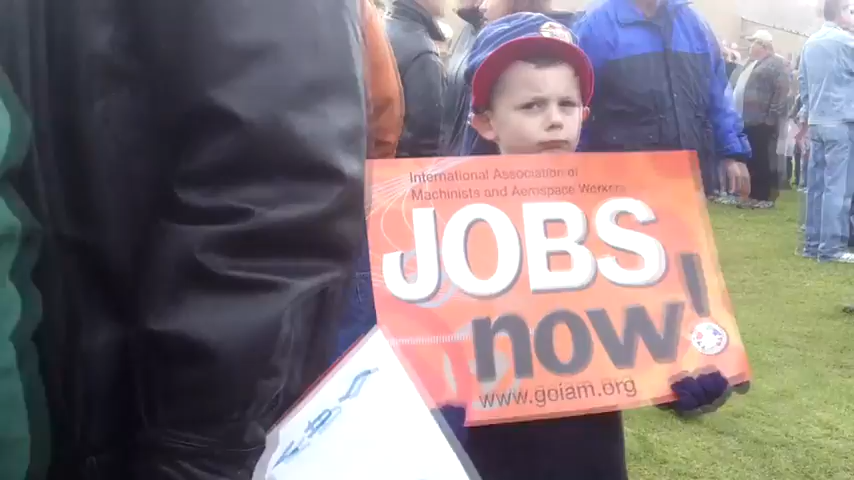 International Association of
Machinists and Aerospace Workers
JOBS
now!
www.goiam.org